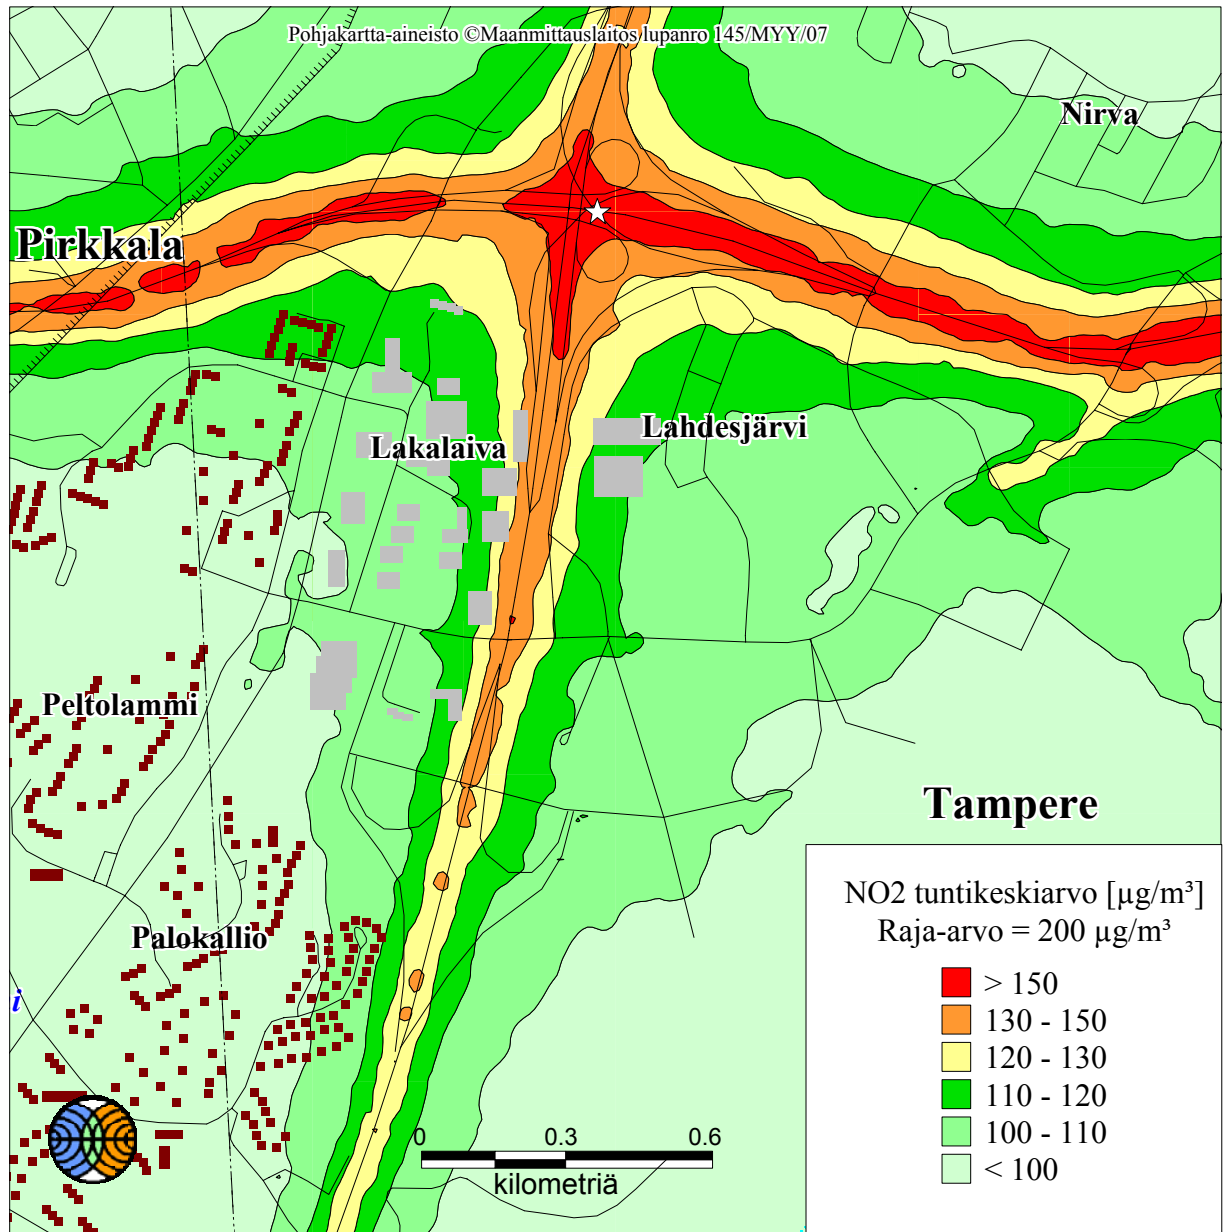 Pohjakartta-aineisto ©Maanmittauslaitos lupanro 145/MYY/07
Nirva
Pirkkala
Lahdesjärvi
Lakalaiva
Peltolammi
Tampere
Palokallio
i
NO2 tuntikeskiarvo [µg/m³]
Raja-arvo = 200 µg/m³
> 150
130 - 150
120 - 130
110 - 120
100 - 110
< 100
0 0.3 0.6
kilometriä